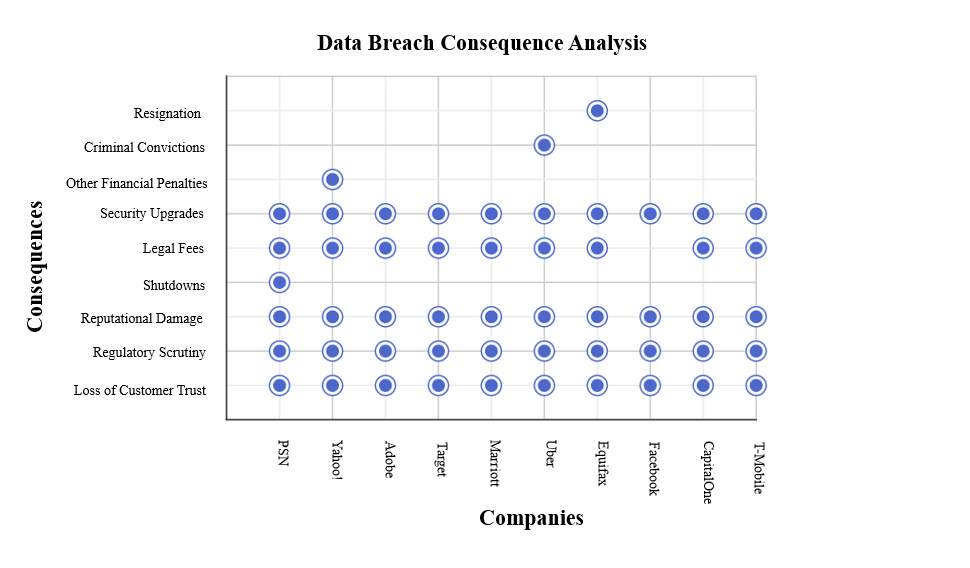 Data Breach Consequence Analysis
Resignation
Criminal Convictions
Other Financial Penalties
Security Upgrades
Legal Fees
Shutdowns
Reputational Damage
Regulatory Scrutiny
Loss of Customer Trust
Consequences
PSN
Yahoo!
Adobe
Target
Marriott
Uber
Equifax
Facebook
CapitalOne
T-Mobile
Companies